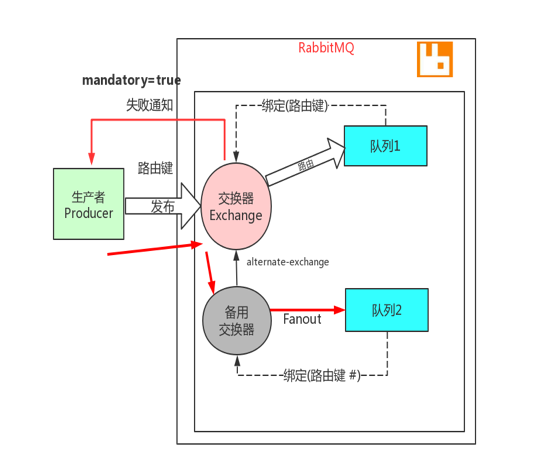 RabbitMQ
mandatory=true
失败通知
绑定(路由键)
队列1
路由键
路由
生产者
Producer
发布
交换器
Exchange
alternate-exchange
备用
交换器
Fanout
队列2
绑定(路由键 #)